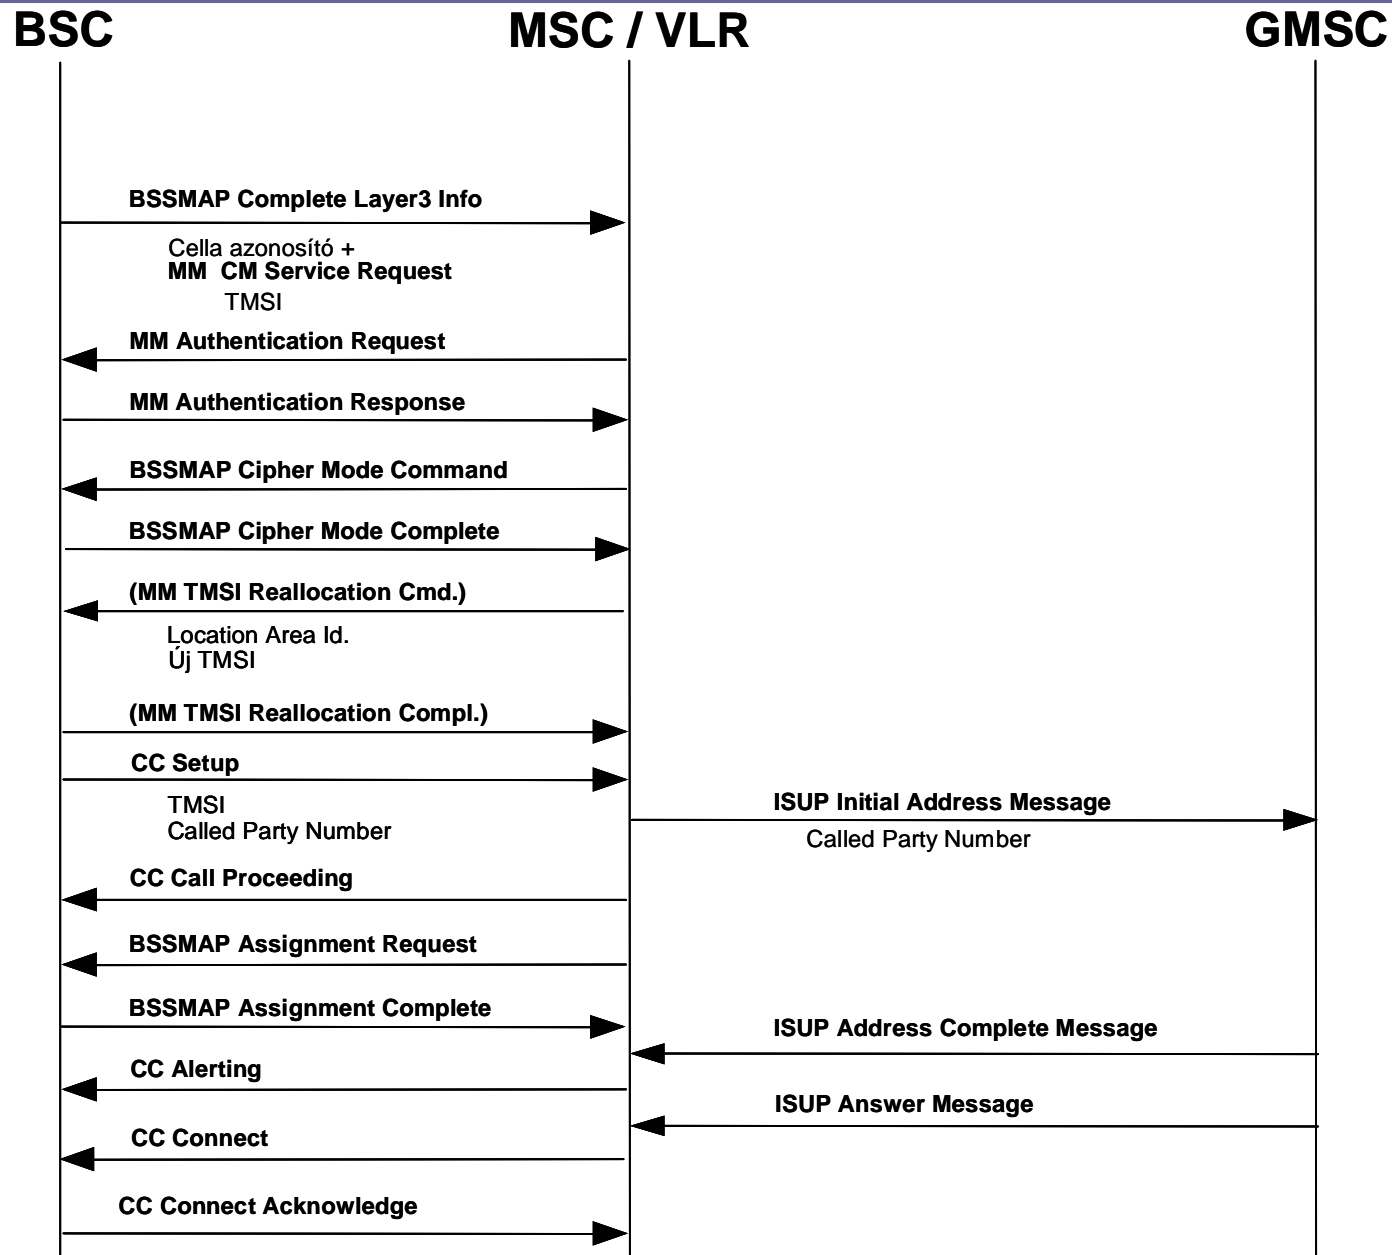 BSC
MSC / VLR
GMSC
BSSMAP Complete Layer3 Info
Cella azonosító +
MM  CM Service Request
TMSI
MM Authentication Request
MM Authentication Response
BSSMAP Cipher Mode Command
BSSMAP Cipher Mode Complete
(MM TMSI Reallocation Cmd.)
Location Area Id.
Új TMSI
(MM TMSI Reallocation Compl.)
CC Setup
TMSI
Called Party Number
ISUP Initial Address Message
Called Party Number
CC Call Proceeding
BSSMAP Assignment Request
BSSMAP Assignment Complete
ISUP Address Complete Message
CC Alerting
ISUP Answer Message
CC Connect
CC Connect Acknowledge